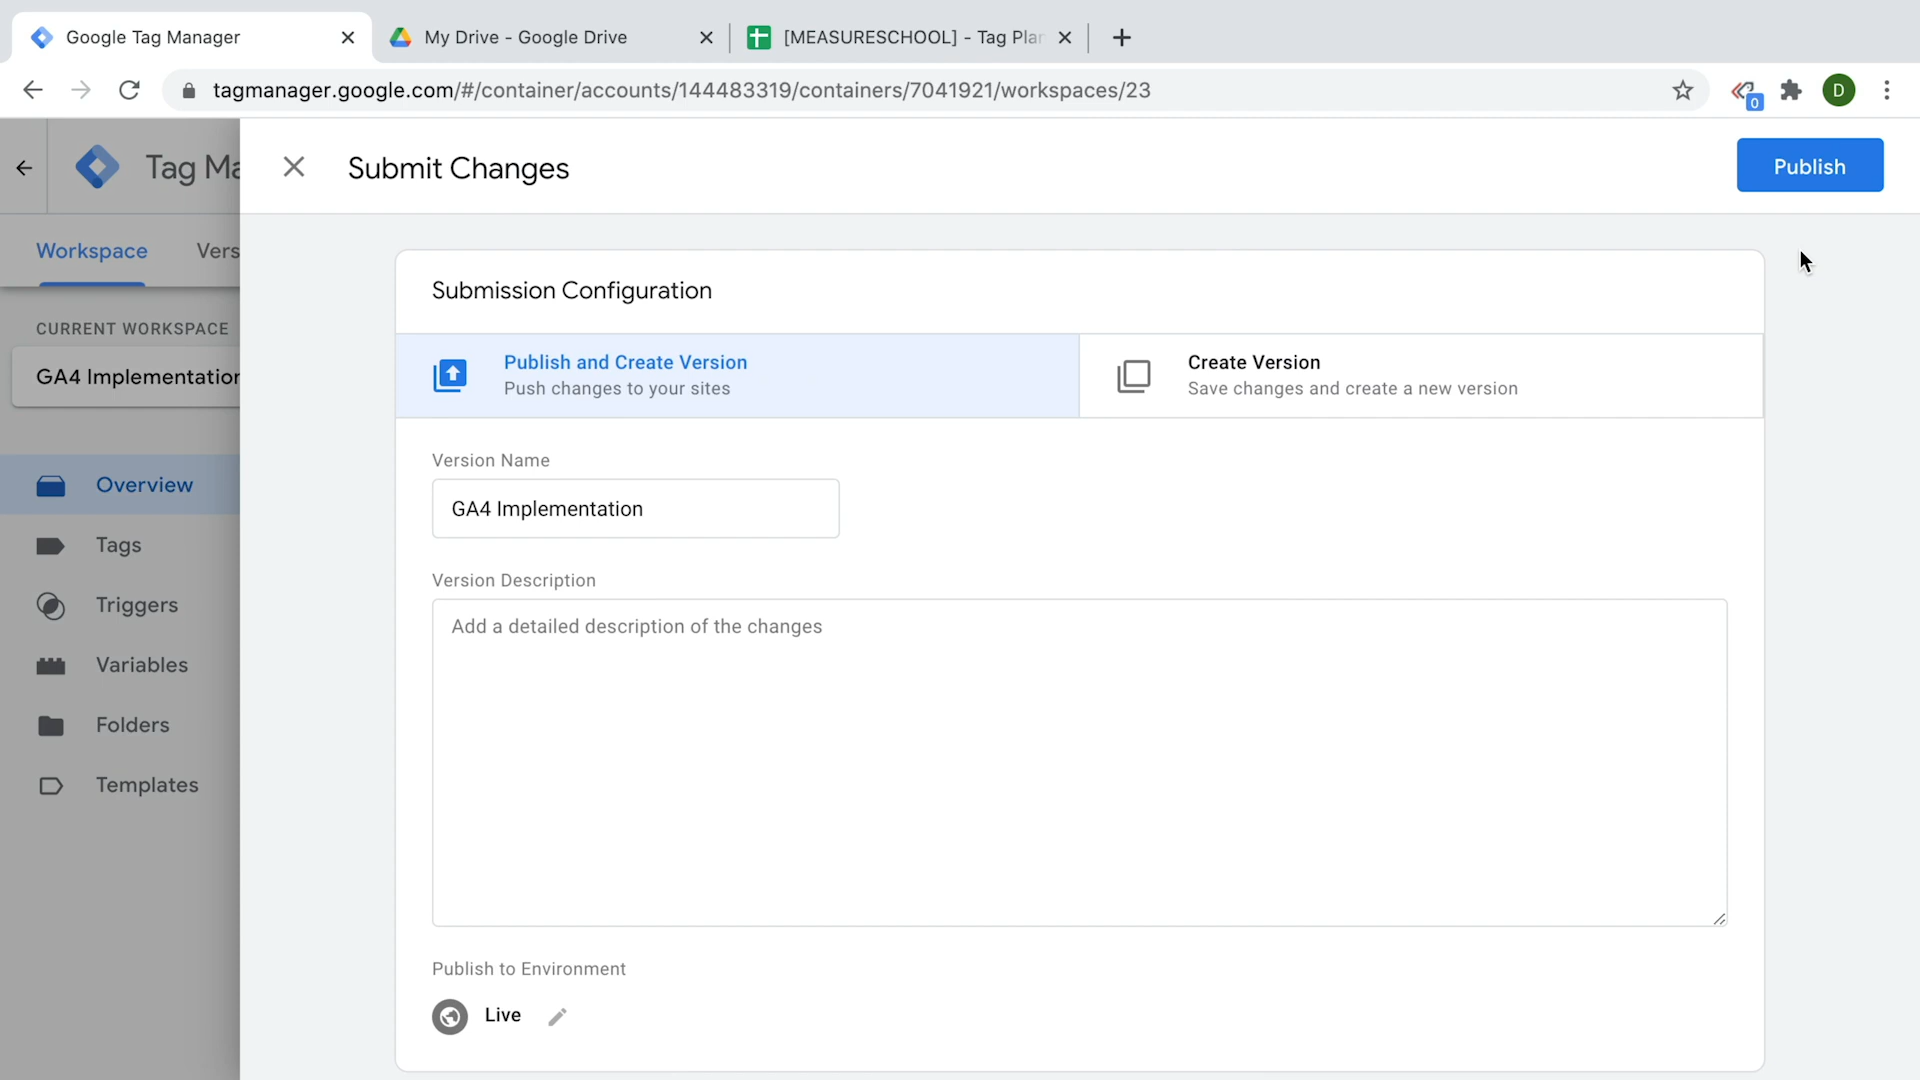 Google Tag Manager
My Drive - Google Drive
[MEASURESCHOOL] - Tag Plan
tagmanager.google.com/#/container/accounts/144483319/containers/7041921/workspaces/23
0
D
Tag Ma
Submit Changes
Publish
Workspace
Vers
Submission Configuration
CURRENT WORKSPACE
GA4 Implementation
Publish and Create Version
Push changes to your sites
Create Version
Save changes and create a new version
Version Name
GA4 Implementation
Overview
Tags
Triggers
Variables
Folders
Templates
Version Description
Add a detailed description of the changes
Publish to Environment
Live